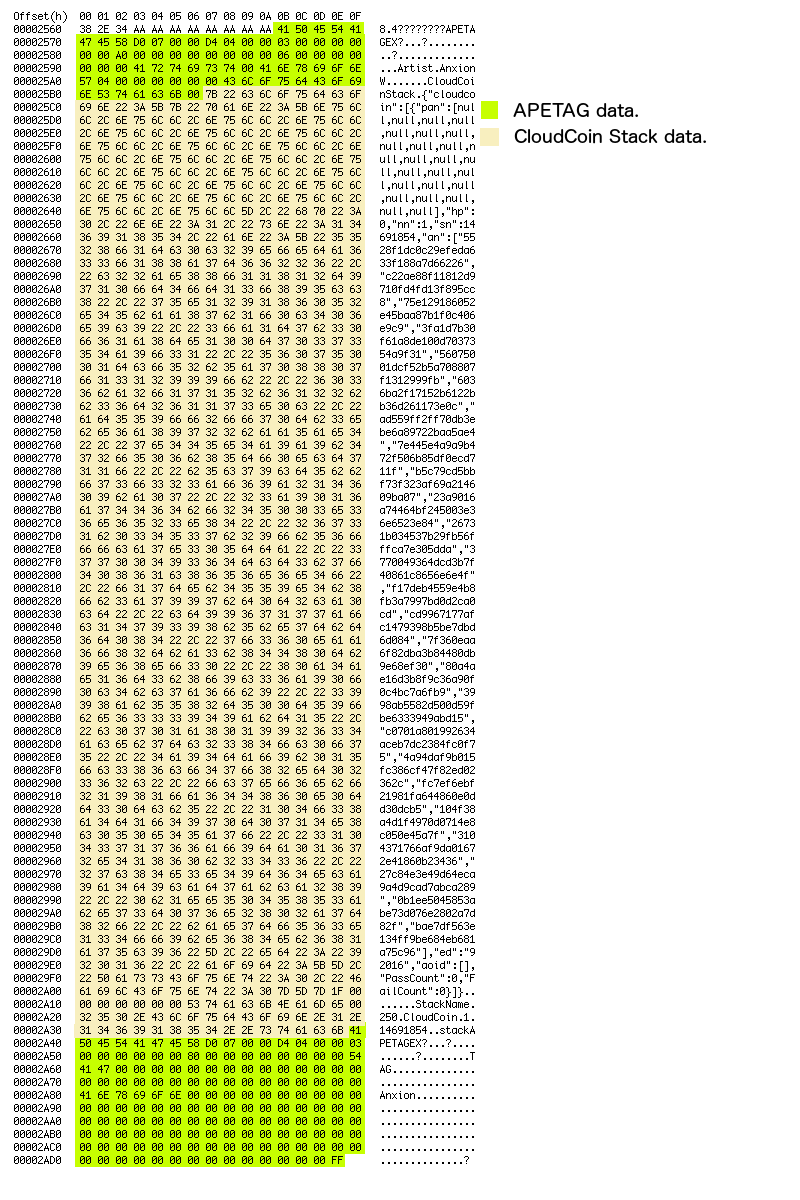 Offset(h) 00 01 02 03 04 05 06 07 08 09 0A 0B 0C 0D 0E 0F
00002560 38 2E 34 AA AA AA AA AA AA AA AA 41 50 45 54 41 8.4????????APETA
00002570 47 45 58 D0 07 00 00 D4 04 00 00 03 00 00 00 00 GEX?...?........
00002580 00 00 A0 00 00 00 00 00 00 00 00 06 00 00 00 00 ..?.............
00002590 00 00 00 41 72 74 69 73 74 00 41 6E 78 69 6F 6E ...Artist.Anxion
000025A0 57 04 00 00 00 00 00 00 43 6C 6F 75 64 43 6F 69 W.......CloudCoi
000025B0 6E 53 74 61 63 6B 00 7B 22 63 6C 6F 75 64 63 6F nStack.{"cloudco
000025C0 69 6E 22 3A 5B 7B 22 70 61 6E 22 3A 5B 6E 75 6C in":[{"pan":[nul
000025D0 6C 2C 6E 75 6C 6C 2C 6E 75 6C 6C 2C 6E 75 6C 6C l,null,null,null
000025E0 2C 6E 75 6C 6C 2C 6E 75 6C 6C 2C 6E 75 6C 6C 2C ,null,null,null,
000025F0 6E 75 6C 6C 2C 6E 75 6C 6C 2C 6E 75 6C 6C 2C 6E null,null,null,n
00002600 75 6C 6C 2C 6E 75 6C 6C 2C 6E 75 6C 6C 2C 6E 75 ull,null,null,nu
00002610 6C 6C 2C 6E 75 6C 6C 2C 6E 75 6C 6C 2C 6E 75 6C ll,null,null,nul
00002620 6C 2C 6E 75 6C 6C 2C 6E 75 6C 6C 2C 6E 75 6C 6C l,null,null,null
00002630 2C 6E 75 6C 6C 2C 6E 75 6C 6C 2C 6E 75 6C 6C 2C ,null,null,null,
00002640 6E 75 6C 6C 2C 6E 75 6C 6C 5D 2C 22 68 70 22 3A null,null],"hp":
00002650 30 2C 22 6E 6E 22 3A 31 2C 22 73 6E 22 3A 31 34 0,"nn":1,"sn":14
00002660 36 39 31 38 35 34 2C 22 61 6E 22 3A 5B 22 35 35 691854,"an":["55
00002670 32 38 66 31 64 63 30 63 32 39 65 66 65 64 61 36 28f1dc0c29efeda6
00002680 33 33 66 31 38 38 61 37 64 36 36 32 32 36 22 2C 33f188a7d66226",
00002690 22 63 32 32 61 65 38 38 66 31 31 38 31 32 64 39 "c22ae88f11812d9
000026A0 37 31 30 66 64 34 66 64 31 33 66 38 39 35 63 63 710fd4fd13f895cc
000026B0 38 22 2C 22 37 35 65 31 32 39 31 38 36 30 35 32 8","75e129186052
000026C0 65 34 35 62 61 61 38 37 62 31 66 30 63 34 30 36 e45baa87b1f0c406
000026D0 65 39 63 39 22 2C 22 33 66 61 31 64 37 62 33 30 e9c9","3fa1d7b30
000026E0 66 36 31 61 38 64 65 31 30 30 64 37 30 33 37 33 f61a8de100d70373
000026F0 35 34 61 39 66 33 31 22 2C 22 35 36 30 37 35 30 54a9f31","560750
00002700 30 31 64 63 66 35 32 62 35 61 37 30 38 38 30 37 01dcf52b5a708807
00002710 66 31 33 31 32 39 39 39 66 62 22 2C 22 36 30 33 f1312999fb","603
00002720 36 62 61 32 66 31 37 31 35 32 62 36 31 32 32 62 6ba2f17152b6122b
00002730 62 33 36 64 32 36 31 31 37 33 65 30 63 22 2C 22 b36d261173e0c","
00002740 61 64 35 35 39 66 66 32 66 66 37 30 64 62 33 65 ad559ff2ff70db3e
00002750 62 65 36 61 38 39 37 32 32 62 61 61 35 61 65 34 be6a89722baa5ae4
00002760 22 2C 22 37 65 34 34 35 65 34 61 39 61 39 62 34 ","7e445e4a9a9b4
00002770 37 32 66 35 30 36 62 38 35 64 66 30 65 63 64 37 72f506b85df0ecd7
00002780 31 31 66 22 2C 22 62 35 63 37 39 63 64 35 62 62 11f","b5c79cd5bb
00002790 66 37 33 66 33 32 33 61 66 36 39 61 32 31 34 36 f73f323af69a2146
000027A0 30 39 62 61 30 37 22 2C 22 32 33 61 39 30 31 36 09ba07","23a9016
000027B0 61 37 34 34 36 34 62 66 32 34 35 30 30 33 65 33 a74464bf245003e3
000027C0 36 65 36 35 32 33 65 38 34 22 2C 22 32 36 37 33 6e6523e84","2673
000027D0 31 62 30 33 34 35 33 37 62 32 39 66 62 35 36 66 1b034537b29fb56f
000027E0 66 66 63 61 37 65 33 30 35 64 64 61 22 2C 22 33 ffca7e305dda","3
000027F0 37 37 30 30 34 39 33 36 34 64 63 64 33 62 37 66 770049364dcd3b7f
00002800 34 30 38 36 31 63 38 36 35 36 65 36 65 34 66 22 40861c8656e6e4f"
00002810 2C 22 66 31 37 64 65 62 34 35 35 39 65 34 62 38 ,"f17deb4559e4b8
00002820 66 62 33 61 37 39 39 37 62 64 30 64 32 63 61 30 fb3a7997bd0d2ca0
00002830 63 64 22 2C 22 63 64 39 39 36 37 31 37 37 61 66 cd","cd9967177af
00002840 63 31 34 37 39 33 39 38 62 35 62 65 37 64 62 64 c1479398b5be7dbd
00002850 36 64 30 38 34 22 2C 22 37 66 33 36 30 65 61 61 6d084","7f360eaa
00002860 36 66 38 32 64 62 61 33 62 38 34 34 38 30 64 62 6f82dba3b84480db
00002870 39 65 36 38 65 66 33 30 22 2C 22 38 30 61 34 61 9e68ef30","80a4a
00002880 65 31 36 64 33 62 38 66 39 63 33 36 61 39 30 66 e16d3b8f9c36a90f
00002890 30 63 34 62 63 37 61 36 66 62 39 22 2C 22 33 39 0c4bc7a6fb9","39
000028A0 39 38 61 62 35 35 38 32 64 35 30 30 64 35 39 66 98ab5582d500d59f
000028B0 62 65 36 33 33 33 39 34 39 61 62 64 31 35 22 2C be6333949abd15",
000028C0 22 63 30 37 30 31 61 38 30 31 39 39 32 36 33 34 "c0701a801992634
000028D0 61 63 65 62 37 64 63 32 33 38 34 66 63 30 66 37 aceb7dc2384fc0f7
000028E0 35 22 2C 22 34 61 39 34 64 61 66 39 62 30 31 35 5","4a94daf9b015
000028F0 66 63 33 38 36 63 66 34 37 66 38 32 65 64 30 32 fc386cf47f82ed02
00002900 33 36 32 63 22 2C 22 66 63 37 65 66 36 65 62 66 362c","fc7ef6ebf
00002910 32 31 39 38 31 66 61 36 34 34 38 36 30 65 30 64 21981fa644860e0d
00002920 64 33 30 64 63 62 35 22 2C 22 31 30 34 66 33 38 d30dcb5","104f38
00002930 61 34 64 31 66 34 39 37 30 64 30 37 31 34 65 38 a4d1f4970d0714e8
00002940 63 30 35 30 65 34 35 61 37 66 22 2C 22 33 31 30 c050e45a7f","310
00002950 34 33 37 31 37 36 36 61 66 39 64 61 30 31 36 37 4371766af9da0167
00002960 32 65 34 31 38 36 30 62 32 33 34 33 36 22 2C 22 2e41860b23436","
00002970 32 37 63 38 34 65 33 65 34 39 64 36 34 65 63 61 27c84e3e49d64eca
00002980 39 61 34 64 39 63 61 64 37 61 62 63 61 32 38 39 9a4d9cad7abca289
00002990 22 2C 22 30 62 31 65 65 35 30 34 35 38 35 33 61 ","0b1ee5045853a
000029A0 62 65 37 33 64 30 37 36 65 32 38 30 32 61 37 64 be73d076e2802a7d
000029B0 38 32 66 22 2C 22 62 61 65 37 64 66 35 36 33 65 82f","bae7df563e
000029C0 31 33 34 66 66 39 62 65 36 38 34 65 62 36 38 31 134ff9be684eb681
000029D0 61 37 35 63 39 36 22 5D 2C 22 65 64 22 3A 22 39 a75c96"],"ed":"9
000029E0 32 30 31 36 22 2C 22 61 6F 69 64 22 3A 5B 5D 2C 2016","aoid":[],
000029F0 22 50 61 73 73 43 6F 75 6E 74 22 3A 30 2C 22 46 "PassCount":0,"F
00002A00 61 69 6C 43 6F 75 6E 74 22 3A 30 7D 5D 7D 1F 00 ailCount":0}]}..
00002A10 00 00 00 00 00 00 53 74 61 63 6B 4E 61 6D 65 00 ......StackName.
00002A20 32 35 30 2E 43 6C 6F 75 64 43 6F 69 6E 2E 31 2E 250.CloudCoin.1.
00002A30 31 34 36 39 31 38 35 34 2E 2E 73 74 61 63 6B 41 14691854..stackA
00002A40 50 45 54 41 47 45 58 D0 07 00 00 D4 04 00 00 03 PETAGEX?...?....
00002A50 00 00 00 00 00 00 80 00 00 00 00 00 00 00 00 54 ......?........T
00002A60 41 47 00 00 00 00 00 00 00 00 00 00 00 00 00 00 AG..............
00002A70 00 00 00 00 00 00 00 00 00 00 00 00 00 00 00 00 ................
00002A80 41 6E 78 69 6F 6E 00 00 00 00 00 00 00 00 00 00 Anxion..........
00002A90 00 00 00 00 00 00 00 00 00 00 00 00 00 00 00 00 ................
00002AA0 00 00 00 00 00 00 00 00 00 00 00 00 00 00 00 00 ................
00002AB0 00 00 00 00 00 00 00 00 00 00 00 00 00 00 00 00 ................
00002AC0 00 00 00 00 00 00 00 00 00 00 00 00 00 00 00 00 ................
00002AD0 00 00 00 00 00 00 00 00 00 00 00 00 00 00 FF ..............?
APETAG data.
CloudCoin Stack data.